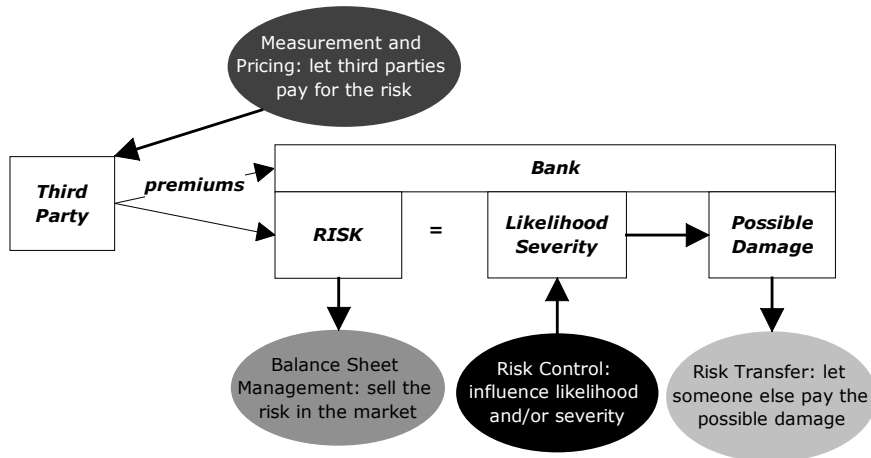 Measurement and
Pricing: let third parties
pay for the risk
Third
Party
premiums
Bank
RISK
=
Likelihood
Severity
Possible
Damage
Balance Sheet
Management: sell the
risk in the market
Risk Control:
influence likelihood
and/or severity
Risk Transfer: let
someone else pay the
possible damage